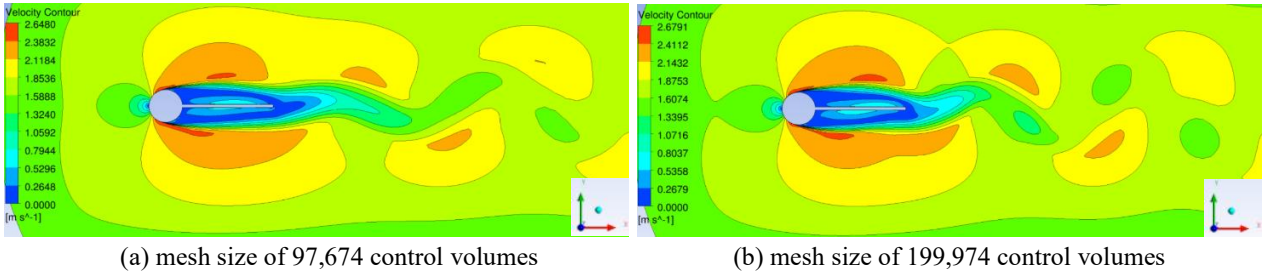 Velocity Contour
2.6480
2.3832
2.1184
1.8536
1.5888
1.3240
1.0592
0.7944
0.5296
0.2648
0.0000
[m s^-1]
Y
X
Velocity Contour
2.6791
2.4112
2.1432
1.8753
1.6074
1.3395
1.0716
0.8037
0.5358
0.2679
0.0000
[m s^-1]
Y
X
(a) mesh size of 97,674 control volumes
(b) mesh size of 199,974 control volumes